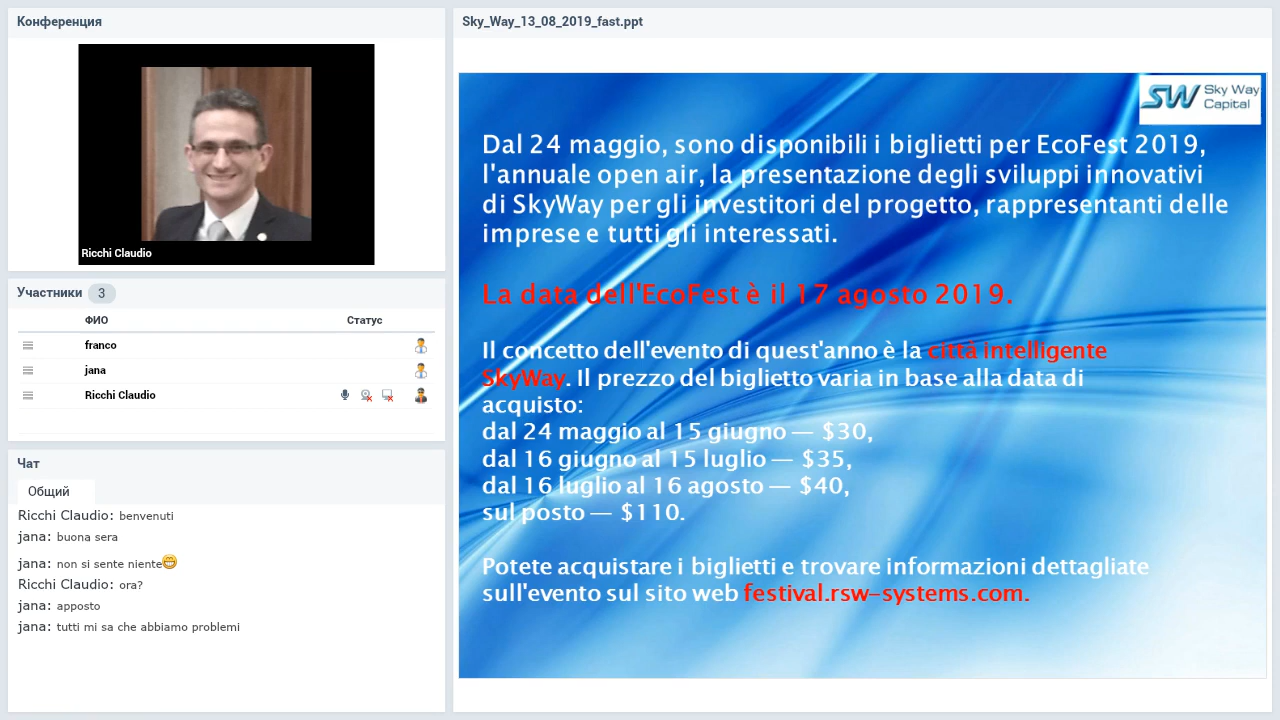 Конференция
Ricchi Claudio
Участники 3
ФИО Статус
franco
jana
Ricchi Claudio
Чат
Общий
Ricchi Claudio: benvenuti
jana: buona sera
jana: non si sente niente😁
Ricchi Claudio: ora?
jana: apposto
jana: tutti mi sa che abbiamo problemi
Sky_Way_13_08_2019_fast.ppt
SW Sky Way
Capital
Dal 24 maggio, sono disponibili i biglietti per EcoFest 2019,
l'annuale open air, la presentazione degli sviluppi innovativi
di SkyWay per gli investitori del progetto, rappresentanti delle
imprese e tutti gli interessati.
La data dell'EcoFest è il 17 agosto 2019.
Il concetto dell'evento di quest'anno è la città intelligente
SkyWay. Il prezzo del biglietto varia in base alla data di
acquisto:
dal 24 maggio al 15 giugno — $30,
dal 16 giugno al 15 luglio — $35,
dal 16 luglio al 16 agosto — $40,
sul posto — $110.
Potete acquistare i biglietti e trovare informazioni dettagliate
sull'evento sul sito web festival.rsw-systems.com.